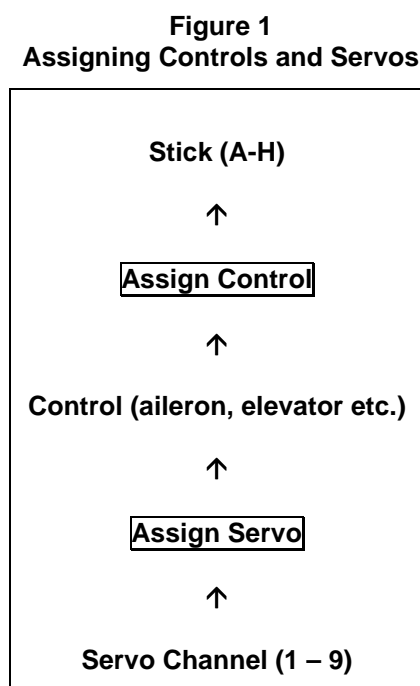 Figure 1
Assigning Controls and Servos
Stick (A-H)
↑
Assign Control
↑
Control (aileron, elevator etc.)
↑
Assign Servo
↑
Servo Channel (1 – 9)